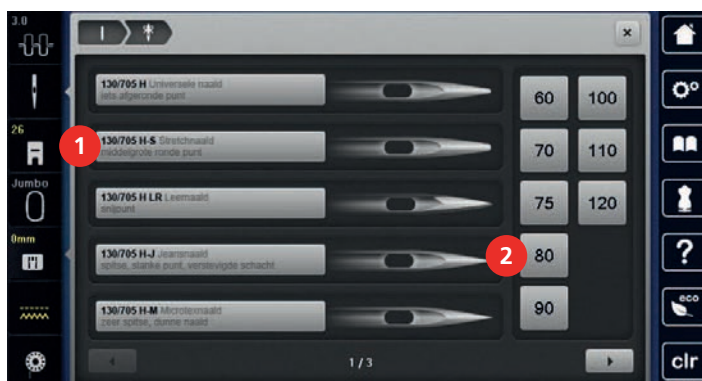 3.0
26
Jumbo
0mm
×
130/705 H Universele naald
iets afgeronde punt
130/705 H-S Stretchnaald
middelgrote ronde punt
130/705 H LR Leernaald
snijpunt
130/705 H-J Jeansnaald
spitse, slanke punt, verstevigde schacht
130/705 H-M Microtexnaald
zeer spitse, dunne naald
1
2
60 100
70 110
75 120
80
90
1 / 3
?
eco
clr